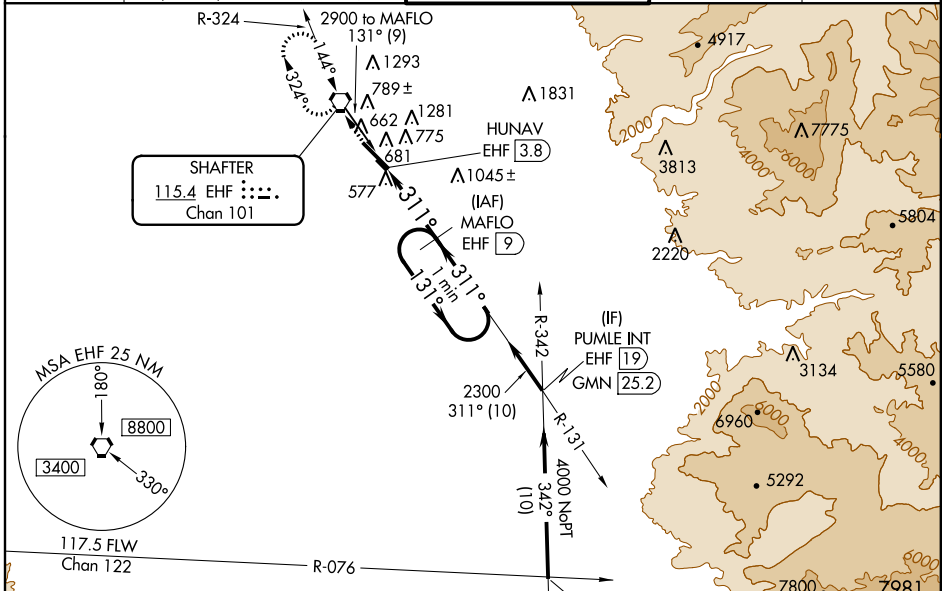 R-324
2900 to MAFLO
131° (9)
144°
324°
1293
789 ±
662
1281
775
681
577
1831
HUNAV
EHF 3.8
1045 ±
SHAFTER
115.4 EHF
Chan 101
(IAF)
MAFLO
EHF 9
311°
311°
131°
1 min
R-342
(IF)
PUMLE INT
EHF 19
GMN 25.2
2300
311° (10)
R-131
4000 NoPT
342°
(10)
MSA EHF 25 NM
180°
8800
3400
330°
117.5 FLW
Chan 122
R-076
4917
2000
7775
4000
6000
3813
5804
2220
3134
5580
2000
6960
6000
4000
5292
6000
7800
7981